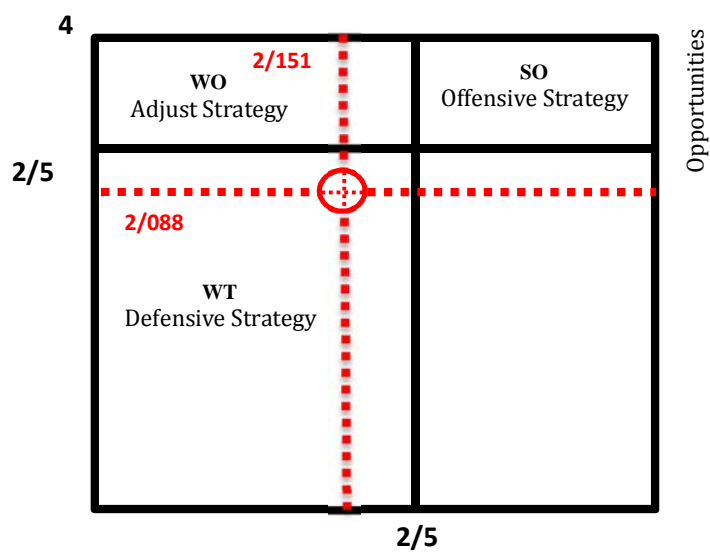 4
2/151
WO
Adjust Strategy
SO
Offensive Strategy
Opportunities
2/5
2/088
WT
Defensive Strategy
2/5